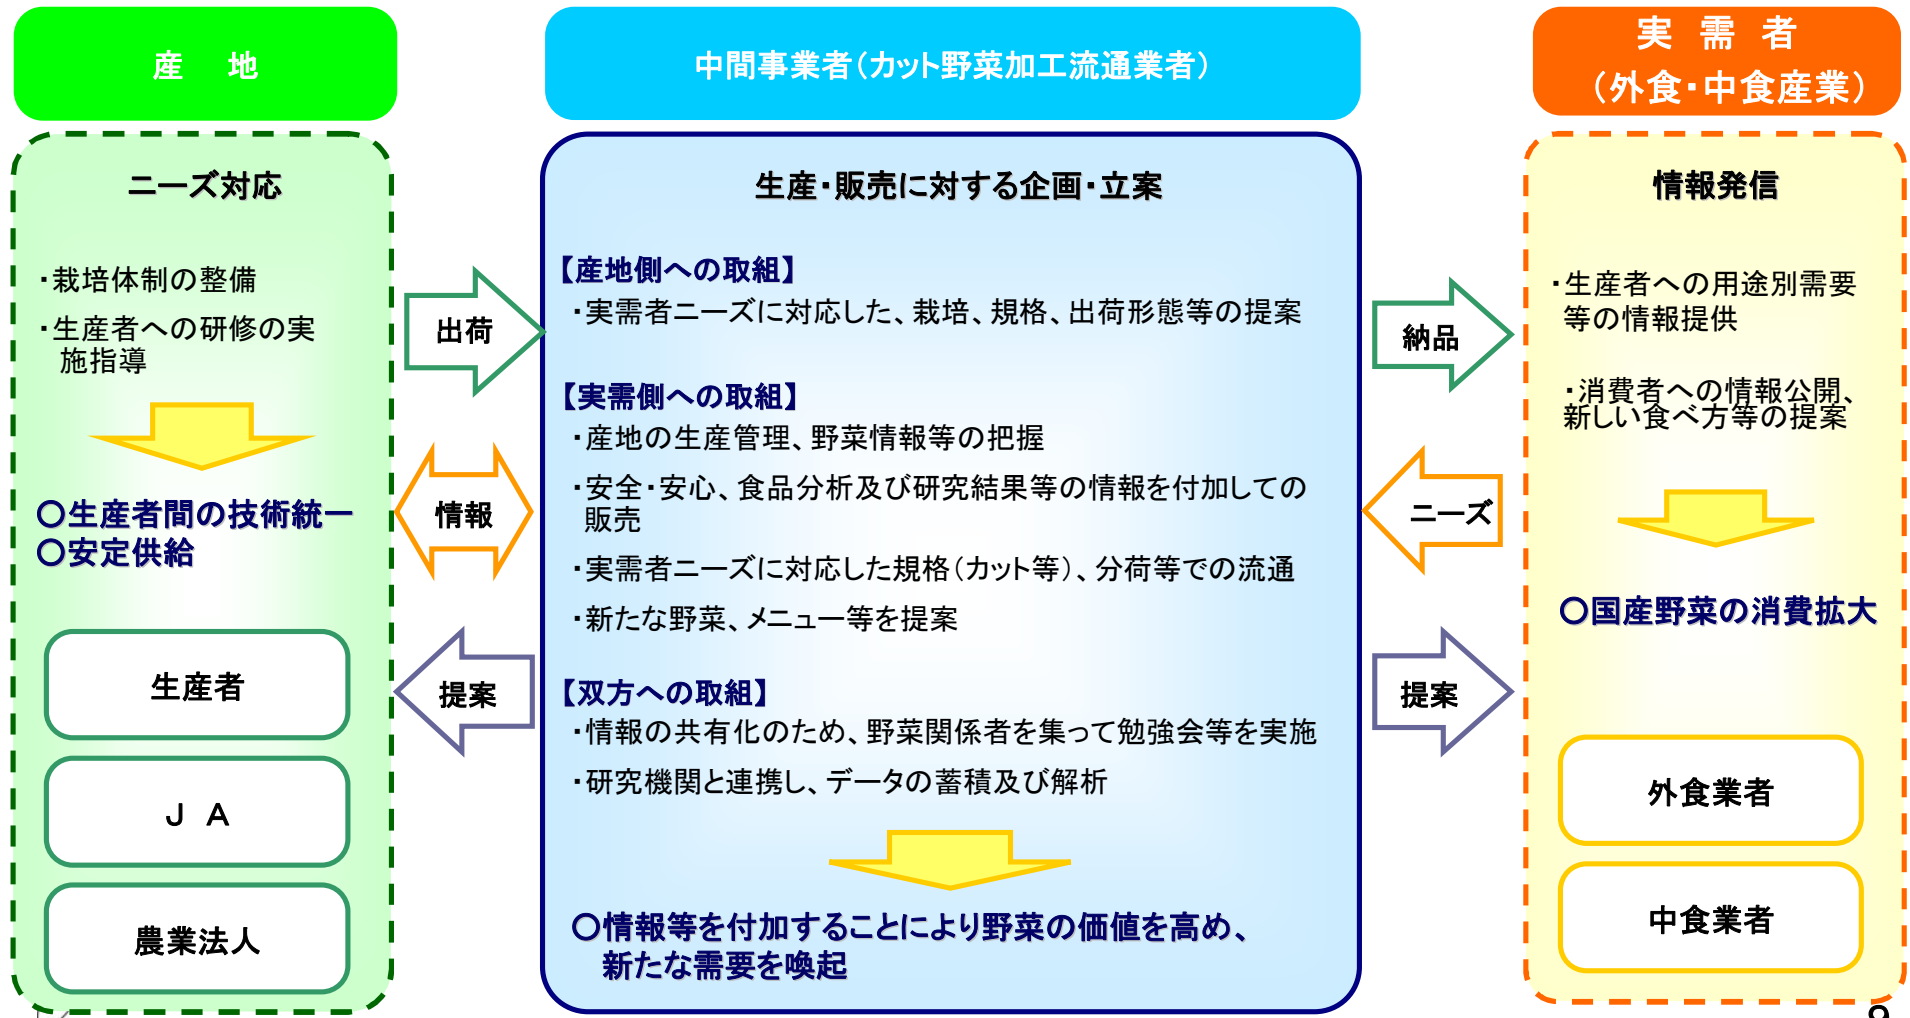 産　地
ニーズ対応
・栽培体制の整備
・生産者への研修の実
施指導
○生産者間の技術統一
○安定供給
生産者
J A
農業法人
出荷
情報
提案
中間事業者（カット野菜加工流通業者）
生産・販売に対する企画・立案
【産地側への取組】
・実需者ニーズに対応した、栽培、規格、出荷形態等の提案
【実需側への取組】
・産地の生産管理、野菜情報等の把握
・安全・安心、食品分析及び研究結果等の情報を付加しての
販売
・実需者ニーズに対応した規格（カット等）、分荷等での流通
・新たな野菜、メニュー等を提案
【双方への取組】
・情報の共有化のため、野菜関係者を集って勉強会等を実施
・研究機関と連携し、データの蓄積及び解析
○情報等を付加することにより野菜の価値を高め、
新たな需要を喚起
納品
ニーズ
提案
実 需 者
（外食・中食産業）
情報発信
・生産者への用途別需要
等の情報提供
・消費者への情報公開、
新しい食べ方等の提案
○国産野菜の消費拡大
外食業者
中食業者